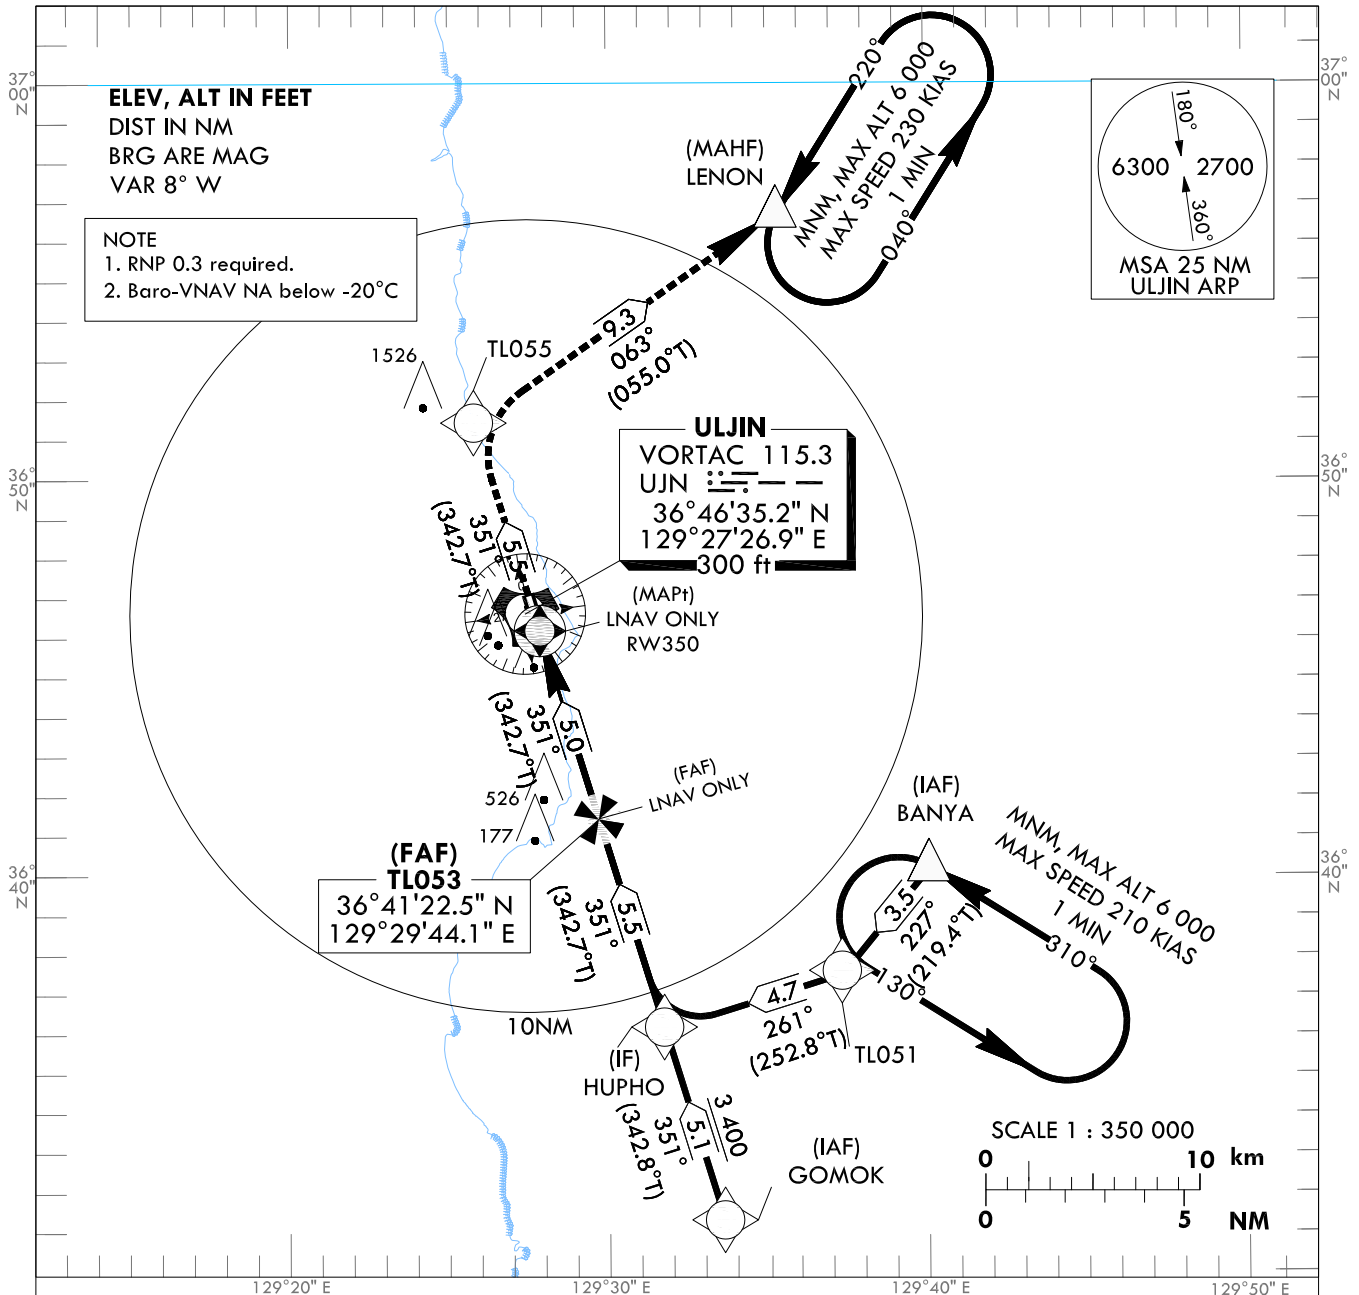 37°
00'
N
ELEV, ALT IN FEET
DIST IN NM
BRG ARE MAG
VAR 8° W
NOTE
1. RNP 0.3 required.
2. Baro-VNAV NA below -20°C
220°
MNM, MAX ALT 6 000
MAX SPEED 230 KIAS
1 MIN
040°
(MAHF)
LENON
180°
6300 2700
360°
MSA 25 NM
ULJIN ARP
37°
00'
N
9.3
063°
(055.0°T)
1526
TL055
ULJIN
VORTAC 115.3
UJN
36°46'35.2" N
129°27'26.9" E
300 ft
36°
50'
N
36°
50'
N
5.5
351°
(342.7°T)
(MAPt)
LNAV ONLY
RW350
5.0
351°
(342.7°T)
(FAF)
LNAV ONLY
526
177
(FAF)
TL053
36°41'22.5" N
129°29'44.1" E
36°
40'
N
36°
40'
N
(IAF)
BANYA
MNM, MAX ALT 6 000
MAX SPEED 210 KIAS
1 MIN
310°
130°
3.5
227°
(219.4°T)
5.5
351°
(342.7°T)
4.7
261°
(252.8°T)
TL051
10NM
(IF)
HUPHO
3 400
5.1
351°
(342.8°T)
(IAF)
GOMOK
SCALE 1 : 350 000
0 10 km
0 5 NM
129°20" E
129°30" E
129°40" E
129°50" E